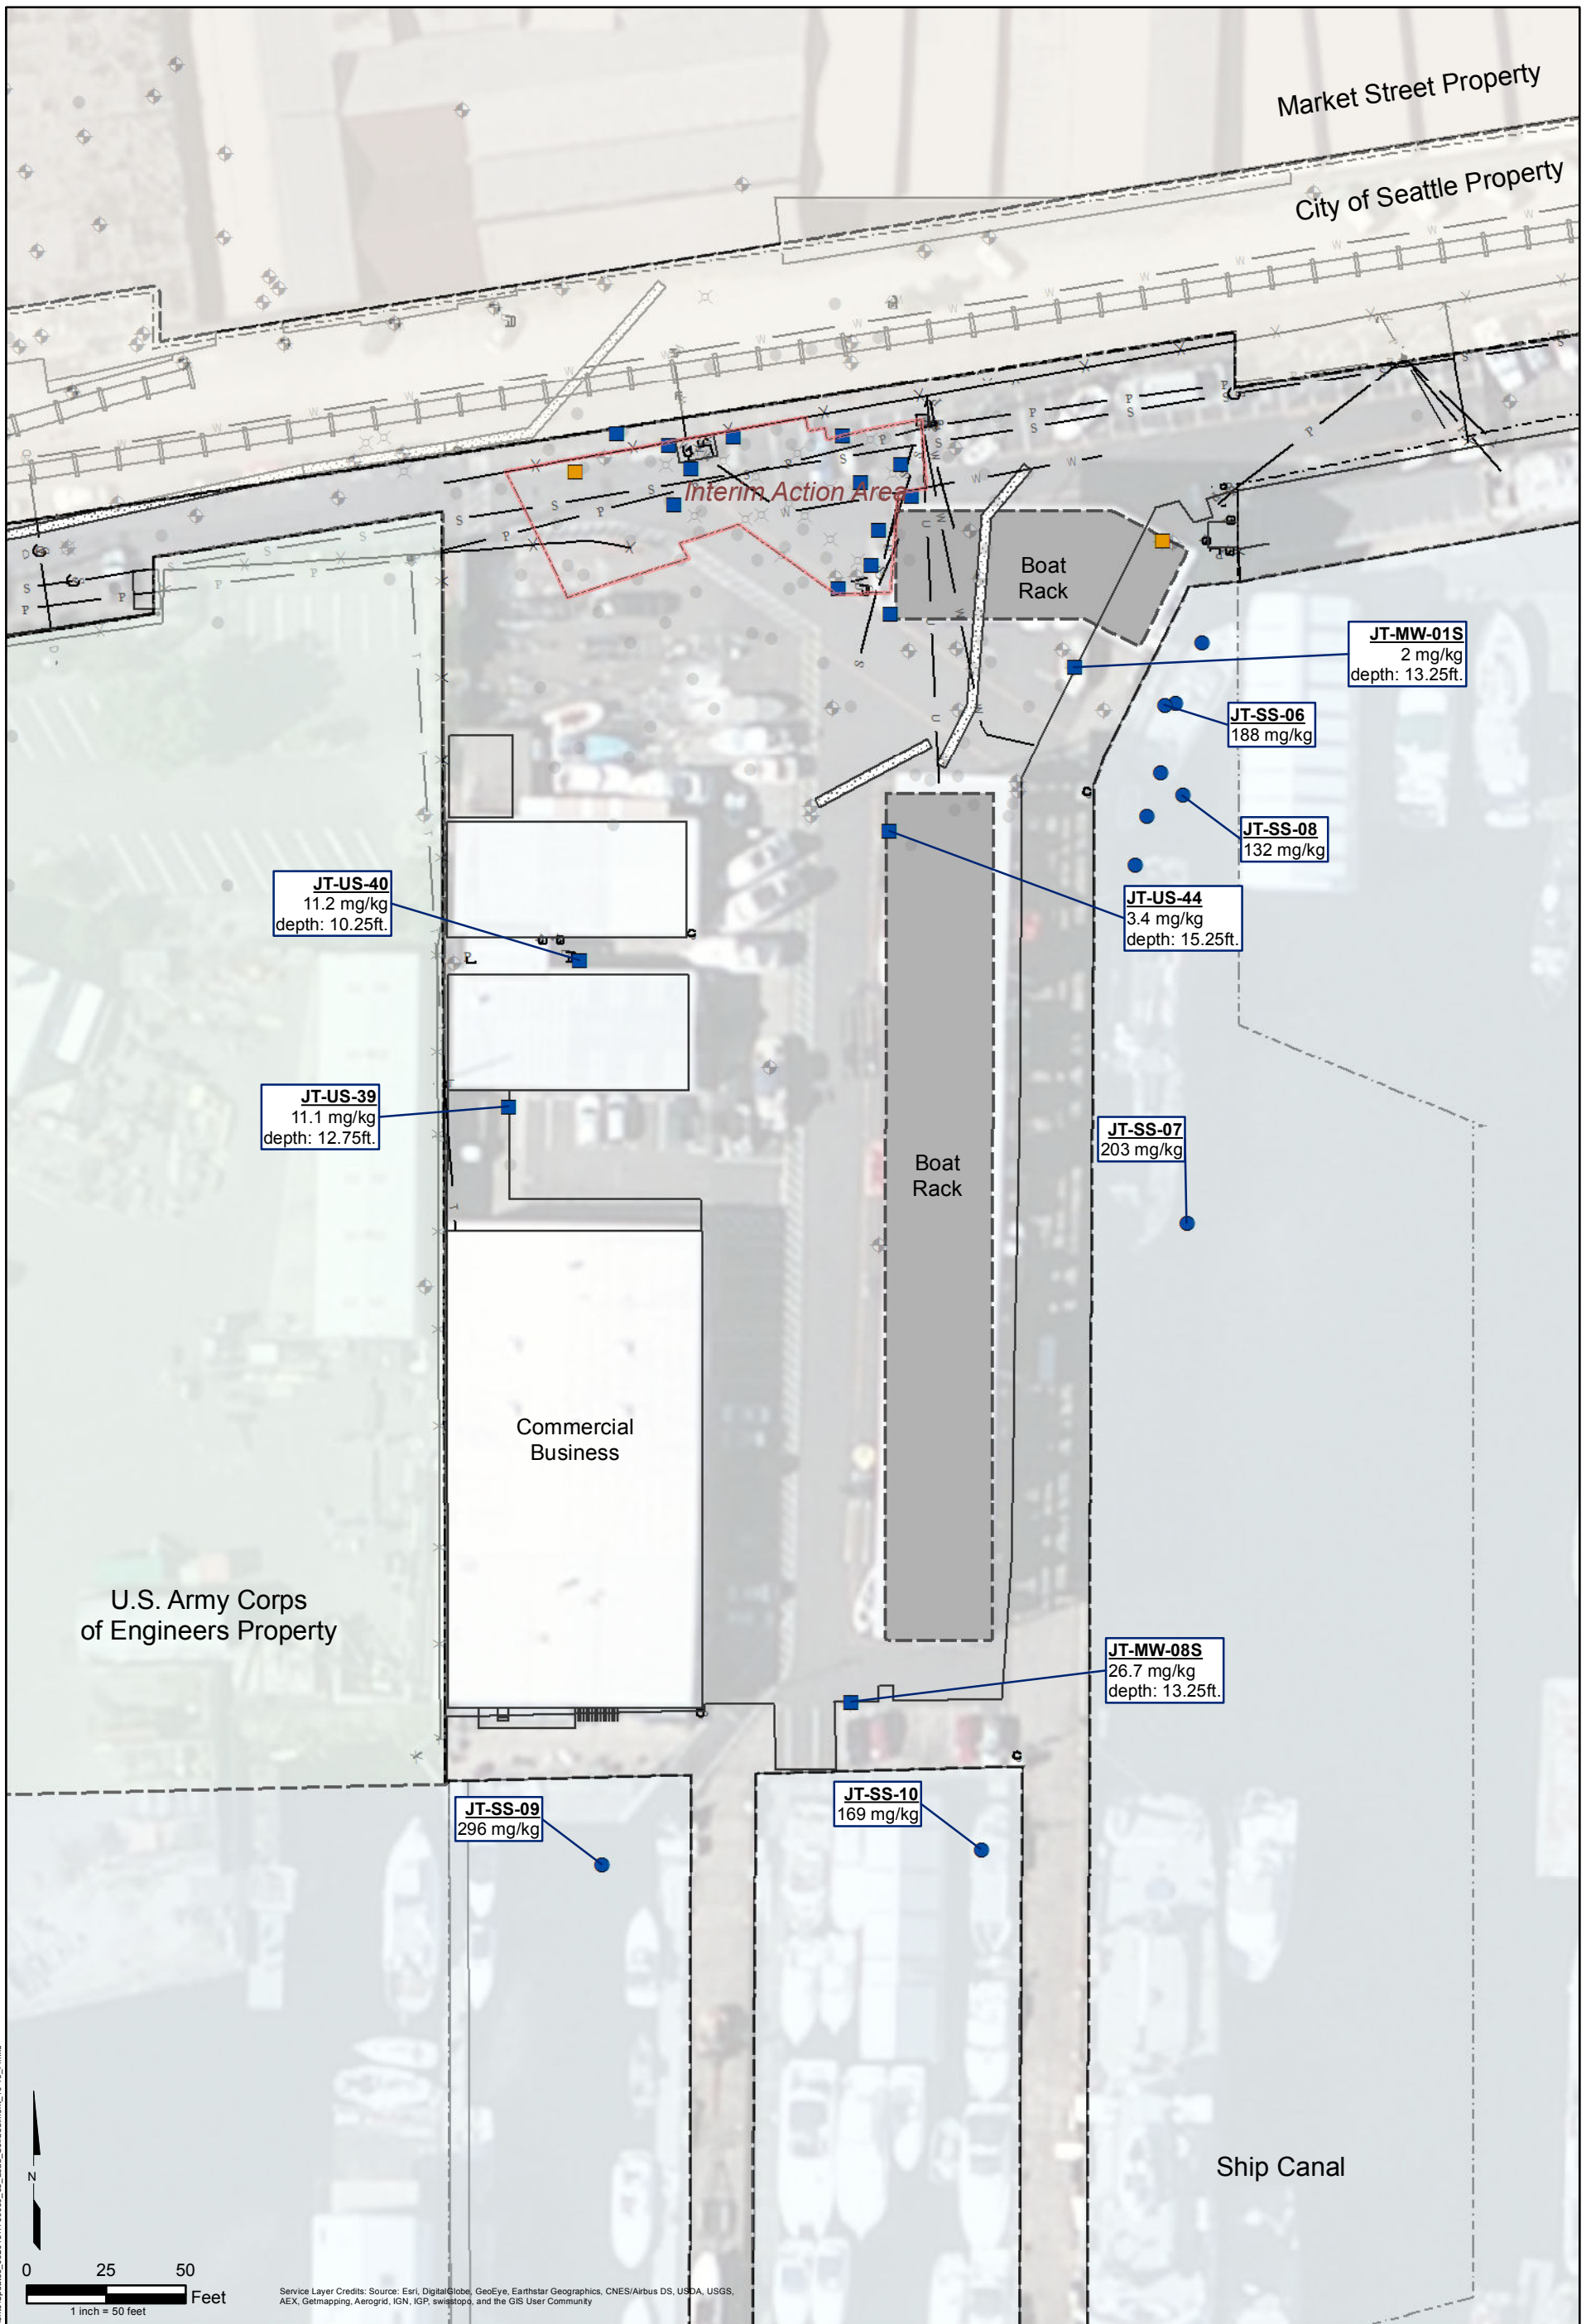 Market Street Property
City of Seattle Property
Interim Action Area
Boat
Rack
JT-MW-01S
2 mg/kg
depth: 13.25ft.
JT-SS-06
188 mg/kg
JT-SS-08
132 mg/kg
JT-US-40
11.2 mg/kg
depth: 10.25ft.
JT-US-44
3.4 mg/kg
depth: 15.25ft.
JT-US-39
11.1 mg/kg
depth: 12.75ft.
JT-SS-07
203 mg/kg
Boat
Rack
Commercial
Business
U.S. Army Corps
of Engineers Property
JT-MW-08S
26.7 mg/kg
depth: 13.25ft.
JT-SS-09
296 mg/kg
JT-SS-10
169 mg/kg
Ship Canal
N
0 25 50
Feet
1 inch = 50 feet
Service Layer Credits: Source: Esri, DigitalGlobe, GeoEye, Earthstar Geographics, CNES/Airbus DS, USDA, USGS,
AEX, Getmapping, Aerogrid, IGN, IGP, swisstopo, and the GIS User Community